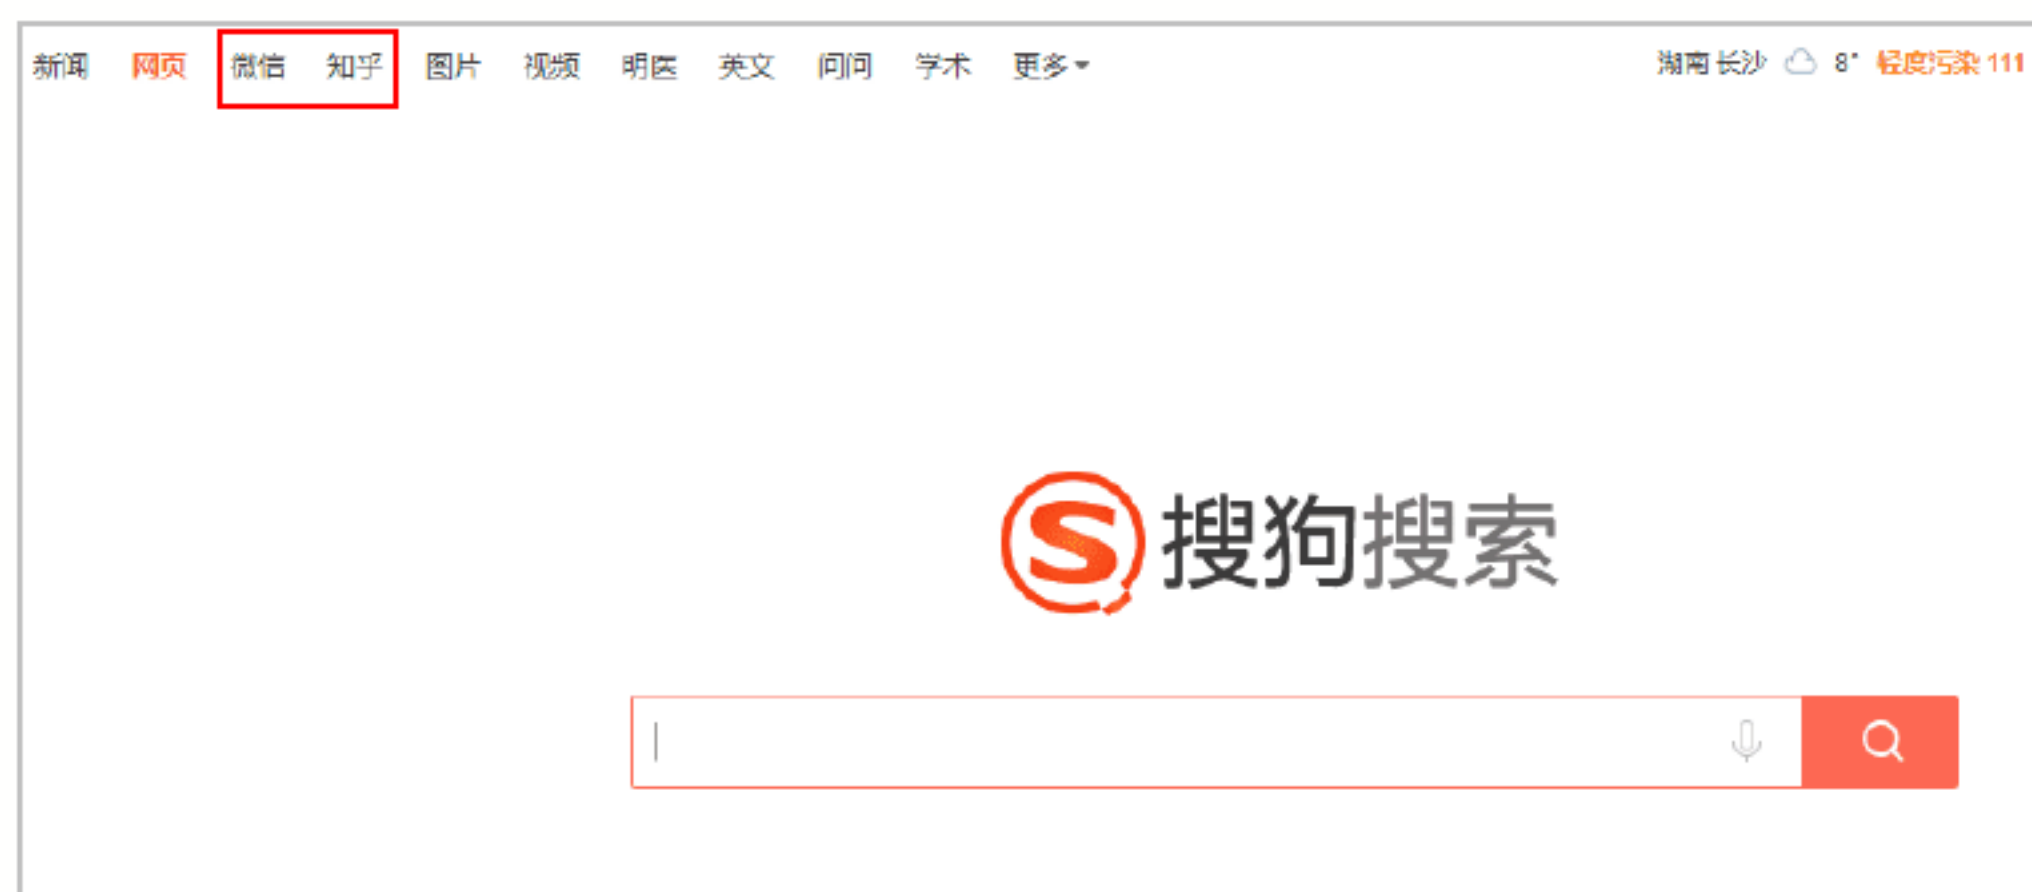 新闻 网页 微信 知乎 图片 视频 明医 英文 问问 学术 更多 湖南 长沙 8° 轻度污染 111
搜狗搜索